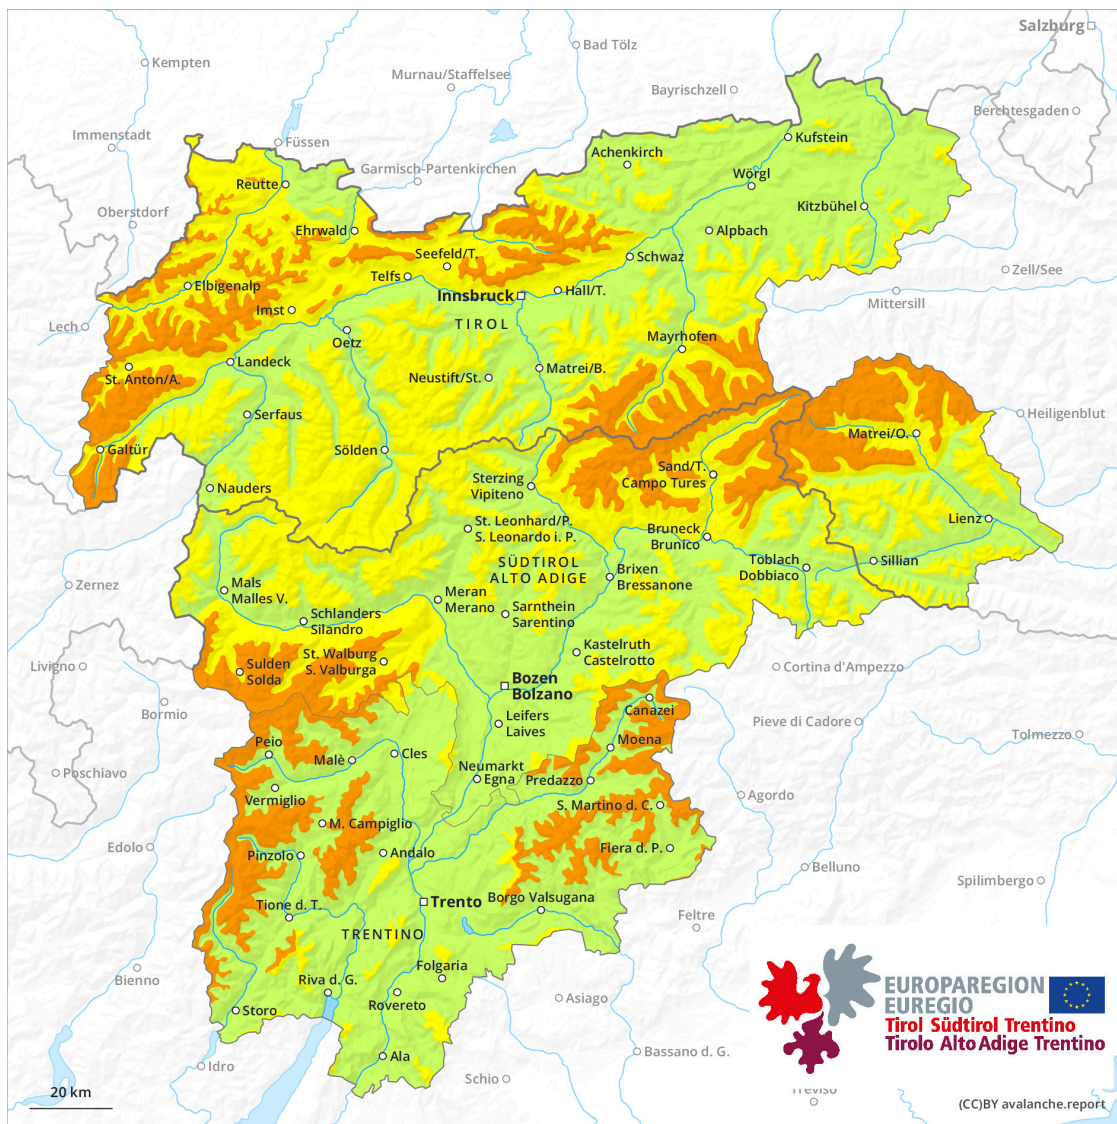 Salzburg
Bad Tölz
Kempten
Murnau/Staffelsee
Bayrischzell
Berchtesgaden
Immenstadt
Füssen
Kufstein
Achenkirch
Garmisch-Partenkirchen
Wörgl
Reutte
Kitzbühel
Oberstdorf
Ehrwald
Alpbach
Seefeld/T.
Schwaz
Zell/See
Telfs
Elbigenalp
Hall/T.
Innsbruck
Mittersill
Imst
TIROL
Lech
Oetz
Mayrhofen
Landeck
Matrei/B.
St. Anton/A.
Neustift/St.
Serfaus
Heiligenblut
Matrei/O.
Galtür
Sölden
Sand/T.
Campo Tures
Sterzing
Vipiteno
Nauders
Lienz
St. Leonhard/P.
S. Leonardo i. P.
Bruneck
Brunico
SÜDTIROL
ALTO ADIGE
Toblach
Dobbiaco
Sillian
Brixen
Bressanone
Zernez
Mals
Malles V.
Meran
Merano
Schlanders
Silandro
Sarnthein
Sarentino
Kastelruth
Castelrotto
St. Walburg
S. Valburga
Livigno
Sulden
Solda
Cortina d'Ampezzo
Bozen
Bolzano
Canazei
Bormio
Leifers
Laives
Pieve di Cadore
Tolmezzo
Moena
Peio
Cles
Malè
Poschiavo
Neumarkt
Egna
Predazzo
Vermiglio
Agordo
S. Martino d. C.
M. Campiglio
Edolo
Fiera d. P.
Pinzolo
Andalo
Belluno
Spilimbergo
Borgo Valsugana
Trento
Tione d. T.
Feltre
TRENTINO
Folgaria
Bienno
Riva d. G.
EUROPAREGION
EUREGIO
Tirol Südtirol Trentino
Tirolo Alto Adige Trentino
Asiago
Rovereto
Storo
Bassano d. G.
Ala
Idro
Schio
Treviso
20 km
(CC)BY avalanche.report